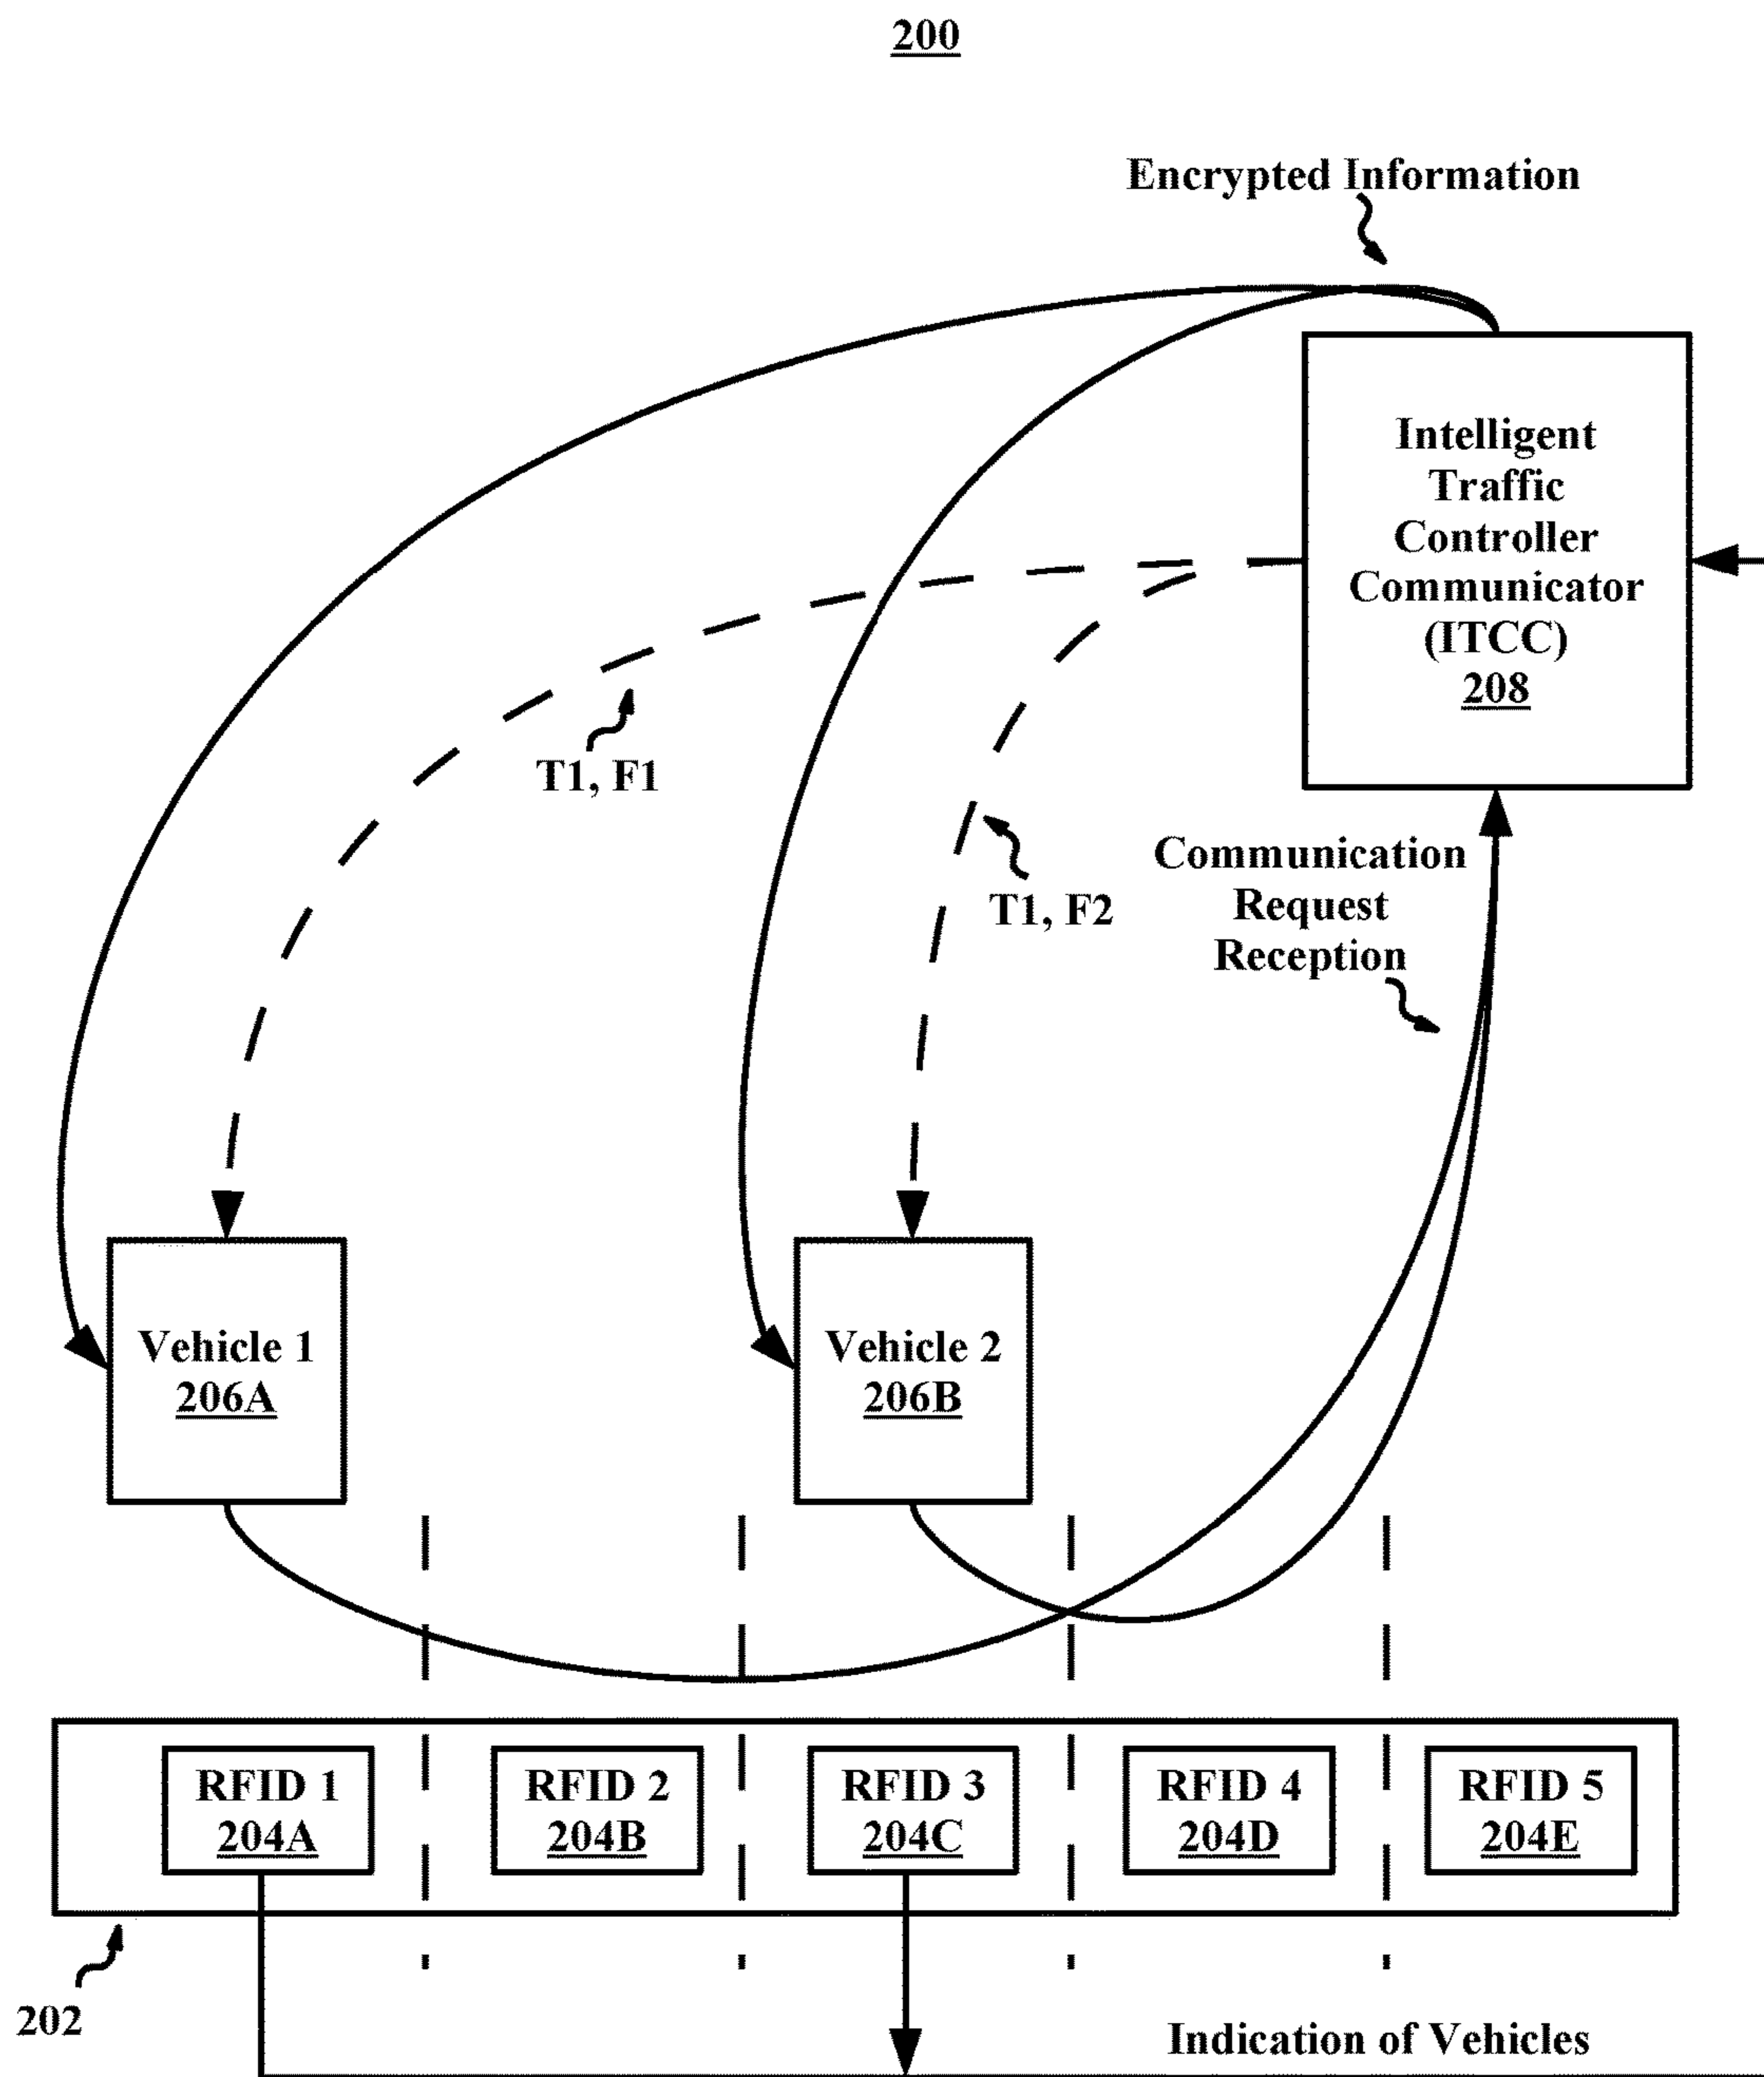 200
Encrypted Information
Intelligent
Traffic
Controller
Communicator
(ITCC)
208
T1, F1
T1, F2
Communication
Request
Reception
Vehicle 1
206A
Vehicle 2
206B
RFID 1
204A
RFID 2
204B
RFID 3
204C
RFID 4
204D
RFID 5
204E
202
Indication of Vehicles